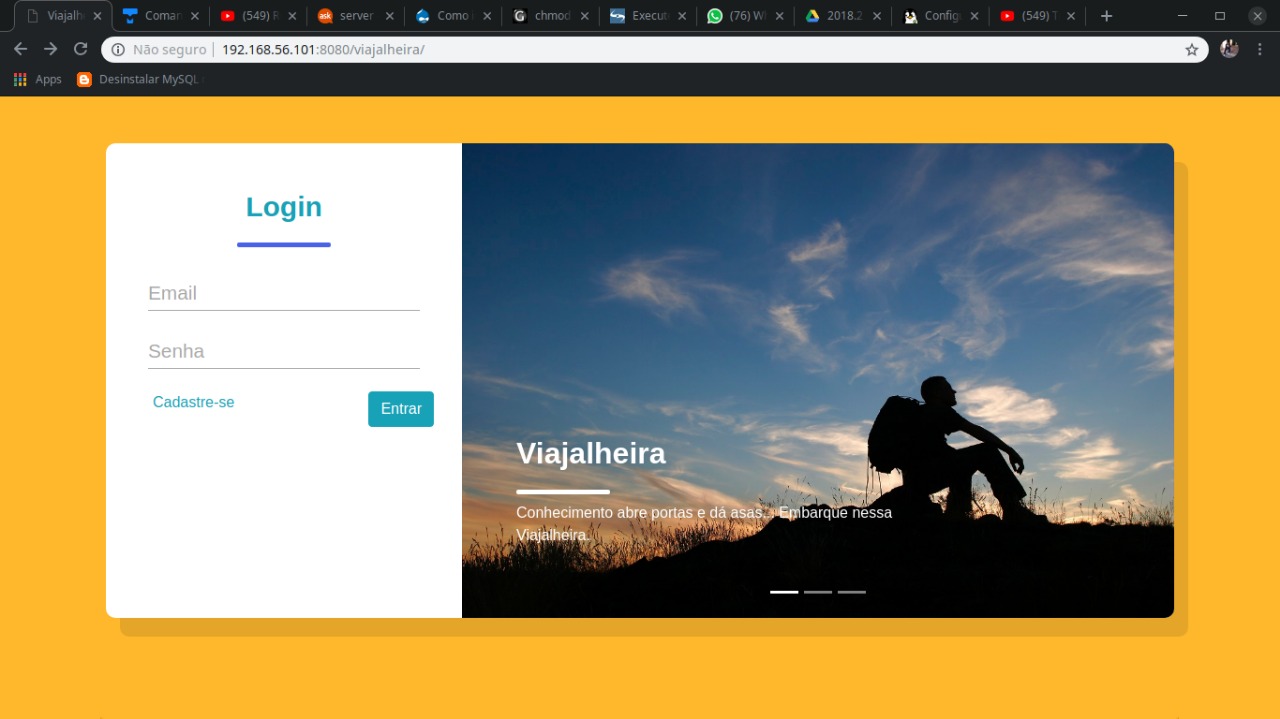 Viajalh
Coman
(549) R
server
Como
chmod
Execut
(76) W
2018.2
Config
(549) T
Não seguro
192.168.56.101:8080/viajalheira/
Apps
Desinstalar MySQL
Login
Email
Senha
Cadastre-se
Entrar
Viajalheira
Conhecimento abre portas e dá asas... Embarque nessa
Viajalheira.